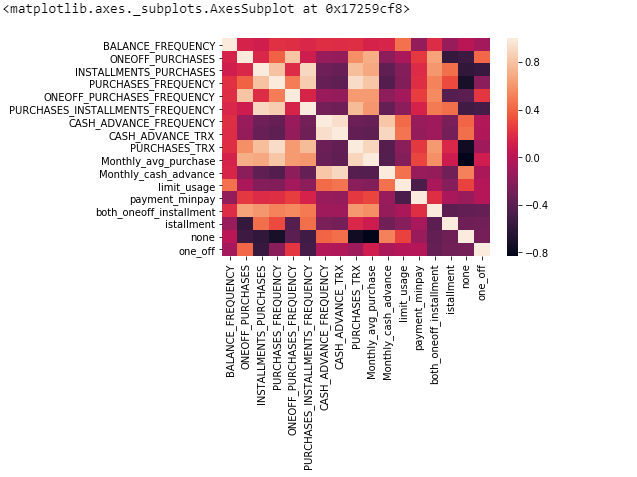 <matplotlib.axes._subplots.AxesSubplot at 0x17259cf8>
BALANCE_FREQUENCY
ONEOFF_PURCHASES
INSTALLMENTS_PURCHASES
PURCHASES_FREQUENCY
ONEOFF_PURCHASES_FREQUENCY
PURCHASES_INSTALLMENTS_FREQUENCY
CASH_ADVANCE_FREQUENCY
CASH_ADVANCE_TRX
PURCHASES_TRX
Monthly_avg_purchase
Monthly_cash_advance
limit_usage
payment_minpay
both_oneoff_installment
istallment
none
one_off
0.8
0.4
0.0
−0.4
−0.8
BALANCE_FREQUENCY
ONEOFF_PURCHASES
INSTALLMENTS_PURCHASES
PURCHASES_FREQUENCY
ONEOFF_PURCHASES_FREQUENCY
PURCHASES_INSTALLMENTS_FREQUENCY
CASH_ADVANCE_FREQUENCY
CASH_ADVANCE_TRX
PURCHASES_TRX
Monthly_avg_purchase
Monthly_cash_advance
limit_usage
payment_minpay
both_oneoff_installment
istallment
none
one_off